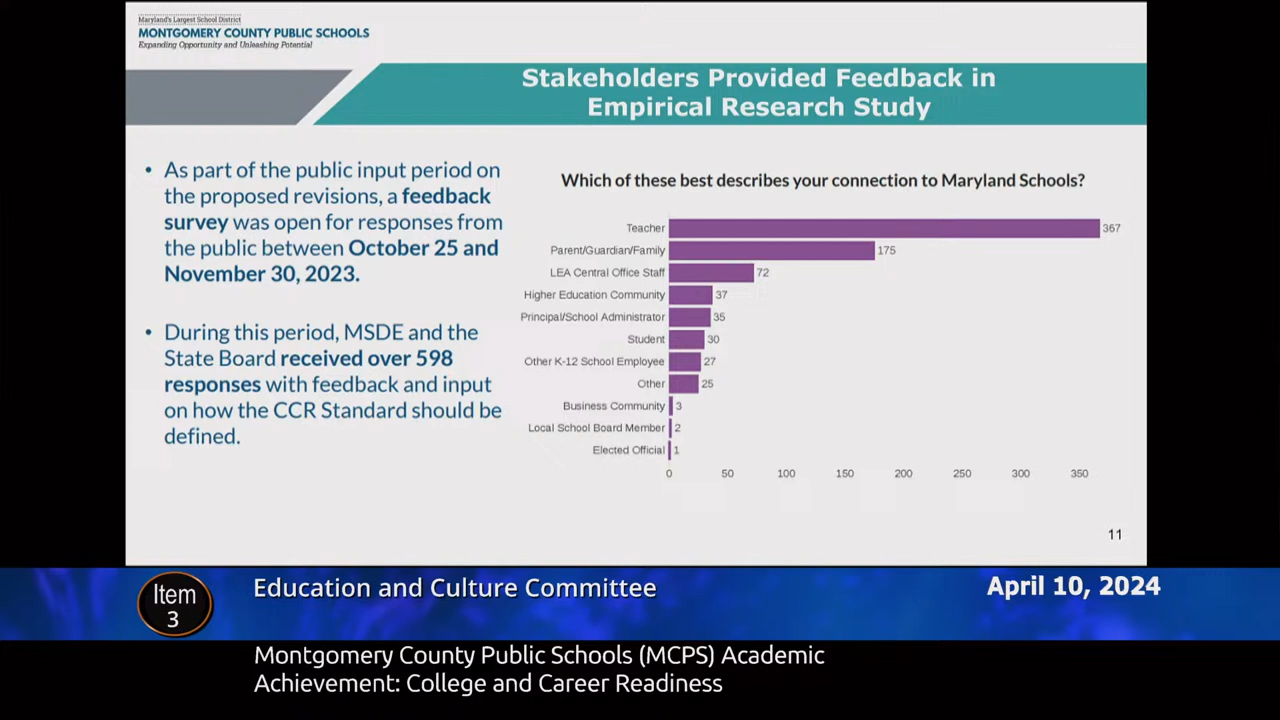 Maryland's Largest School District
MONTGOMERY COUNTY PUBLIC SCHOOLS
Expanding Opportunity and Unleashing Potential
Stakeholders Provided Feedback in
Empirical Research Study
• As part of the public input period on
the proposed revisions, a feedback
survey was open for responses from
the public between October 25 and
November 30, 2023.
• During this period, MSDE and the
State Board received over 598
responses with feedback and input
on how the CCR Standard should be
defined.
Which of these best describes your connection to Maryland Schools?
Teacher 367
Parent/Guardian/Family 175
LEA Central Office Staff 72
Higher Education Community 37
Principal/School Administrator 35
Student 30
Other K-12 School Employee 27
Other 25
Business Community 3
Local School Board Member 2
Elected Official 1
0 50 100 150 200 250 300 350
11
Item
3
Education and Culture Committee
April 10, 2024
Montgomery County Public Schools (MCPS) Academic
Achievement: College and Career Readiness